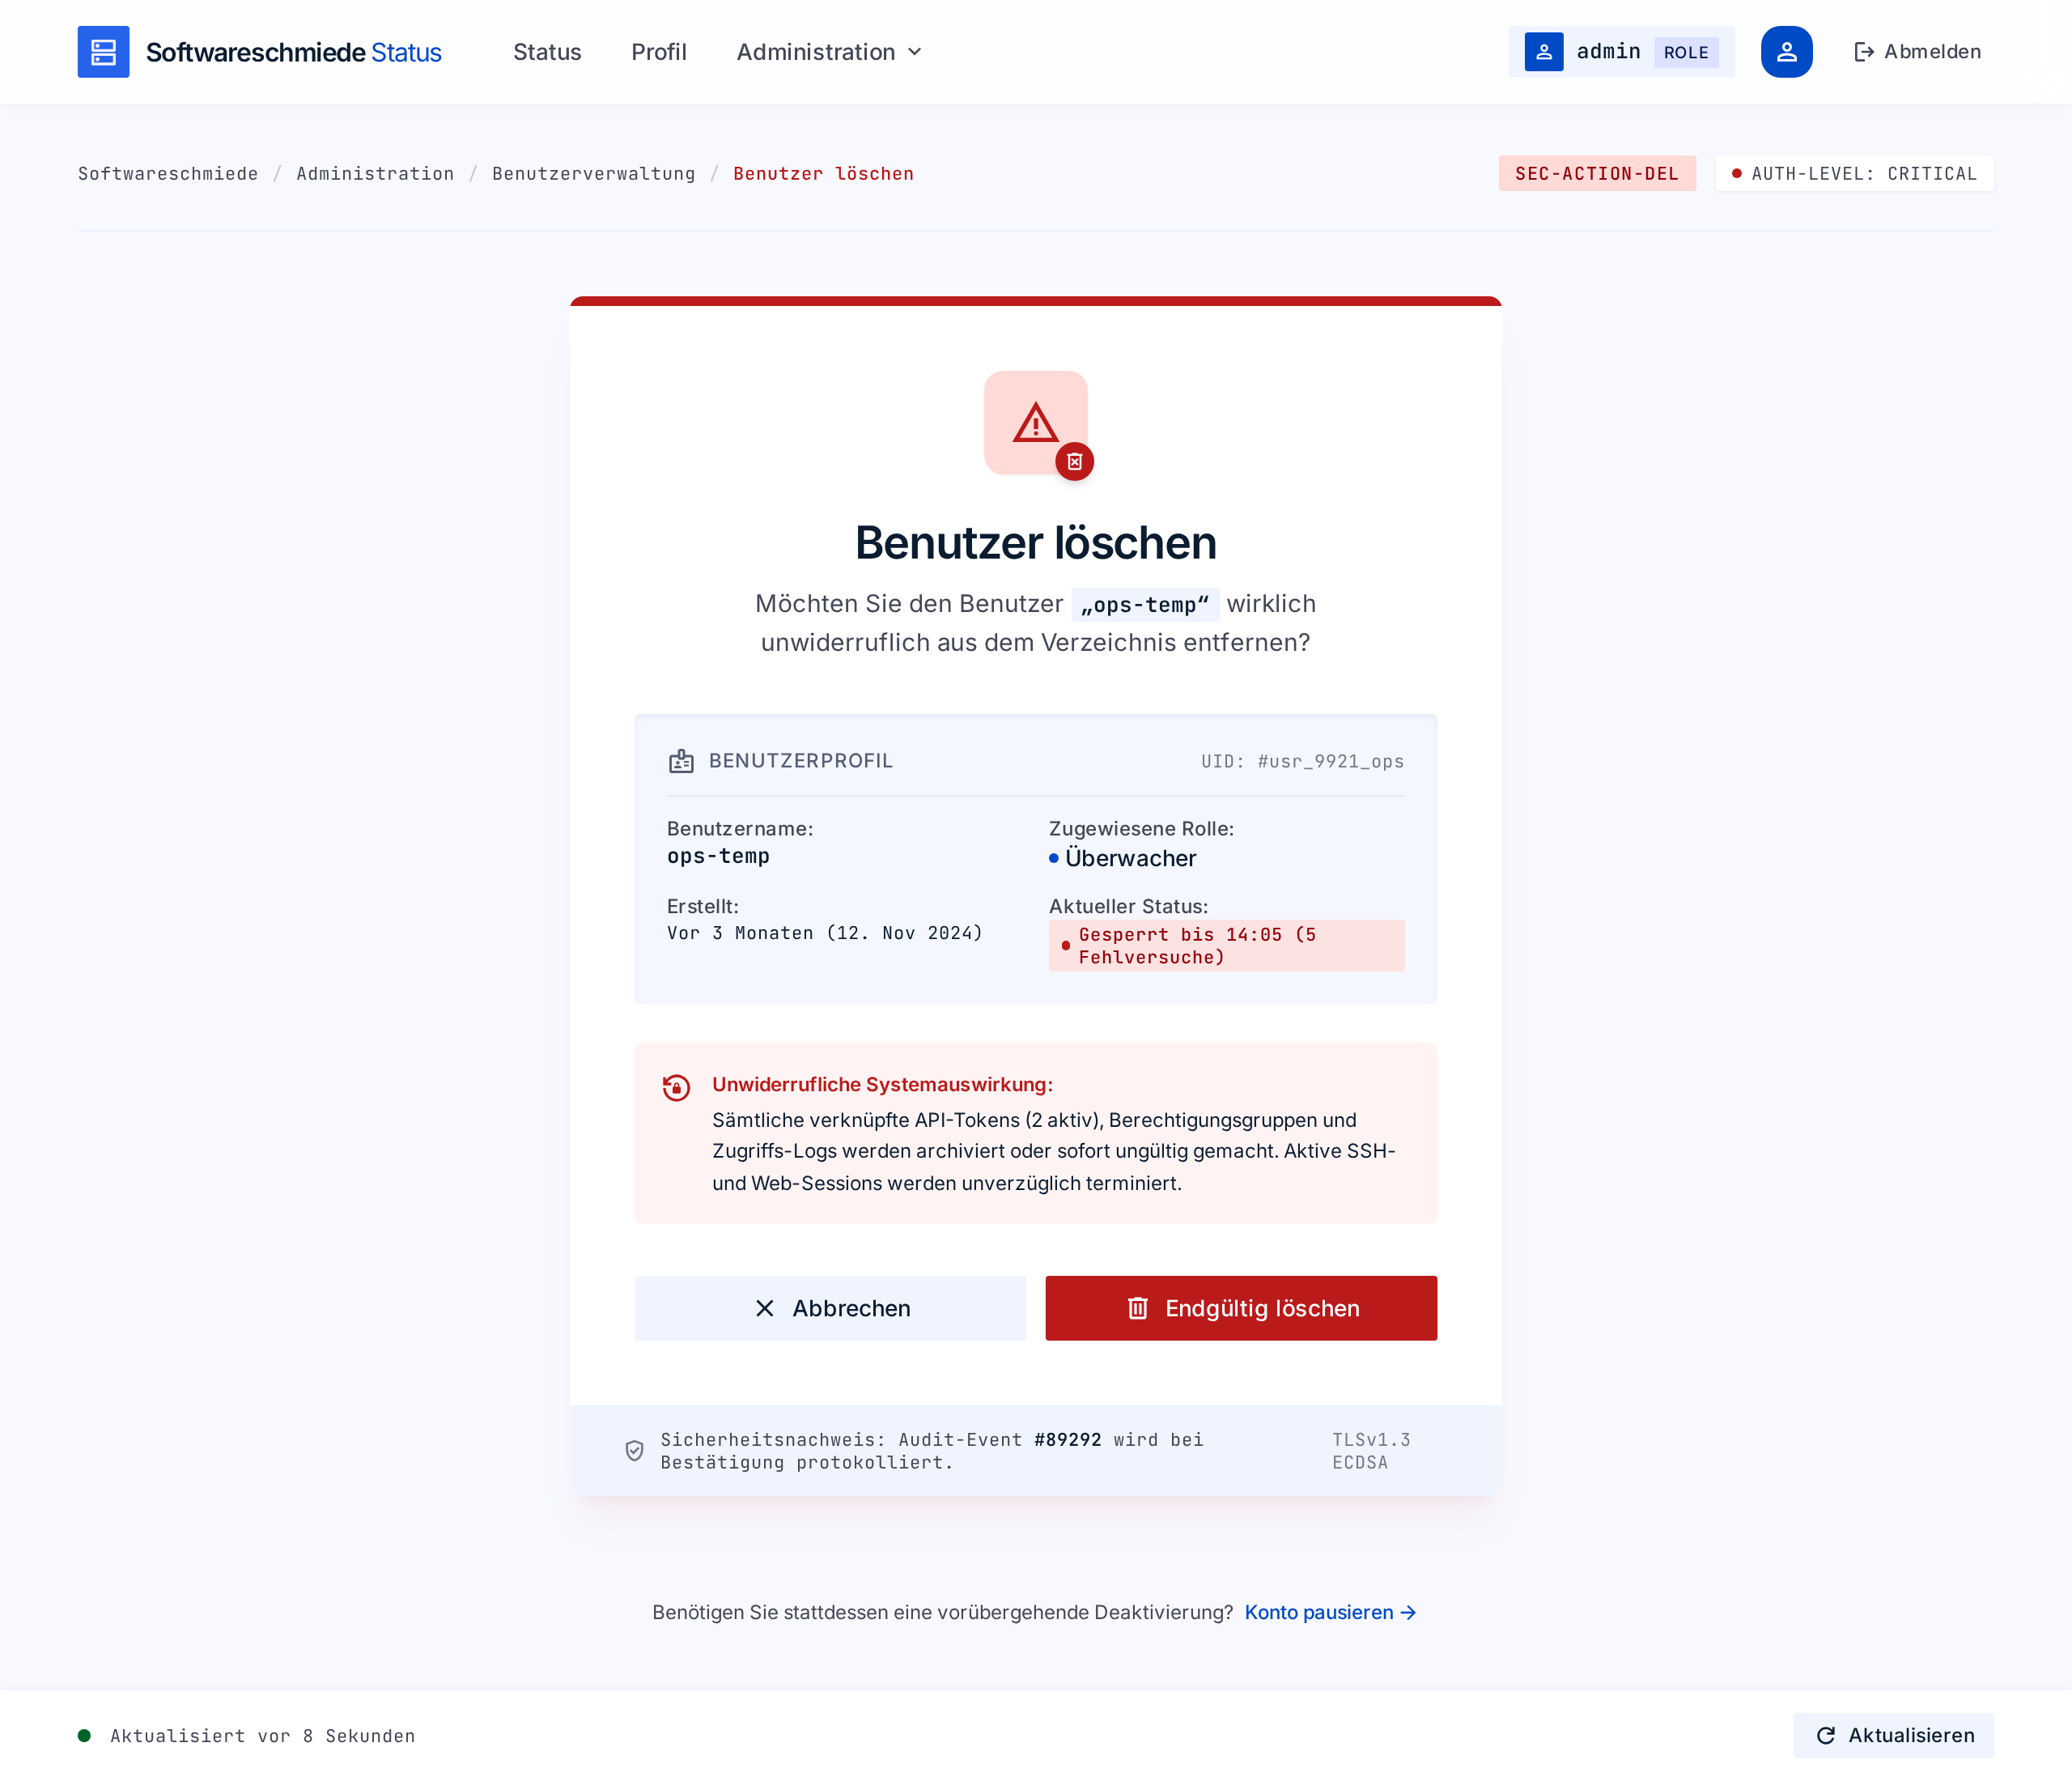 Softwareschmiede Status
Status
Profil
Administration
admin ROLE
Abmelden
Softwareschmiede / Administration / Benutzerverwaltung / Benutzer löschen
SEC-ACTION-DEL
AUTH-LEVEL: CRITICAL
Benutzer löschen
Möchten Sie den Benutzer „ops-temp“ wirklich
unwiderruflich aus dem Verzeichnis entfernen?
BENUTZERPROFIL
UID: #usr_9921_ops
Benutzername:
ops-temp
Zugewiesene Rolle:
Überwacher
Erstellt:
Vor 3 Monaten (12. Nov 2024)
Aktueller Status:
Gesperrt bis 14:05 (5
Fehlversuche)
Unwiderrufliche Systemauswirkung:
Sämtliche verknüpfte API-Tokens (2 aktiv), Berechtigungsgruppen und
Zugriffs-Logs werden archiviert oder sofort ungültig gemacht. Aktive SSH-
und Web-Sessions werden unverzüglich terminiert.
Abbrechen
Endgültig löschen
Sicherheitsnachweis: Audit-Event #89292 wird bei
Bestätigung protokolliert.
TLSv1.3
ECDSA
Benötigen Sie stattdessen eine vorübergehende Deaktivierung? Konto pausieren →
Aktualisiert vor 8 Sekunden
Aktualisieren